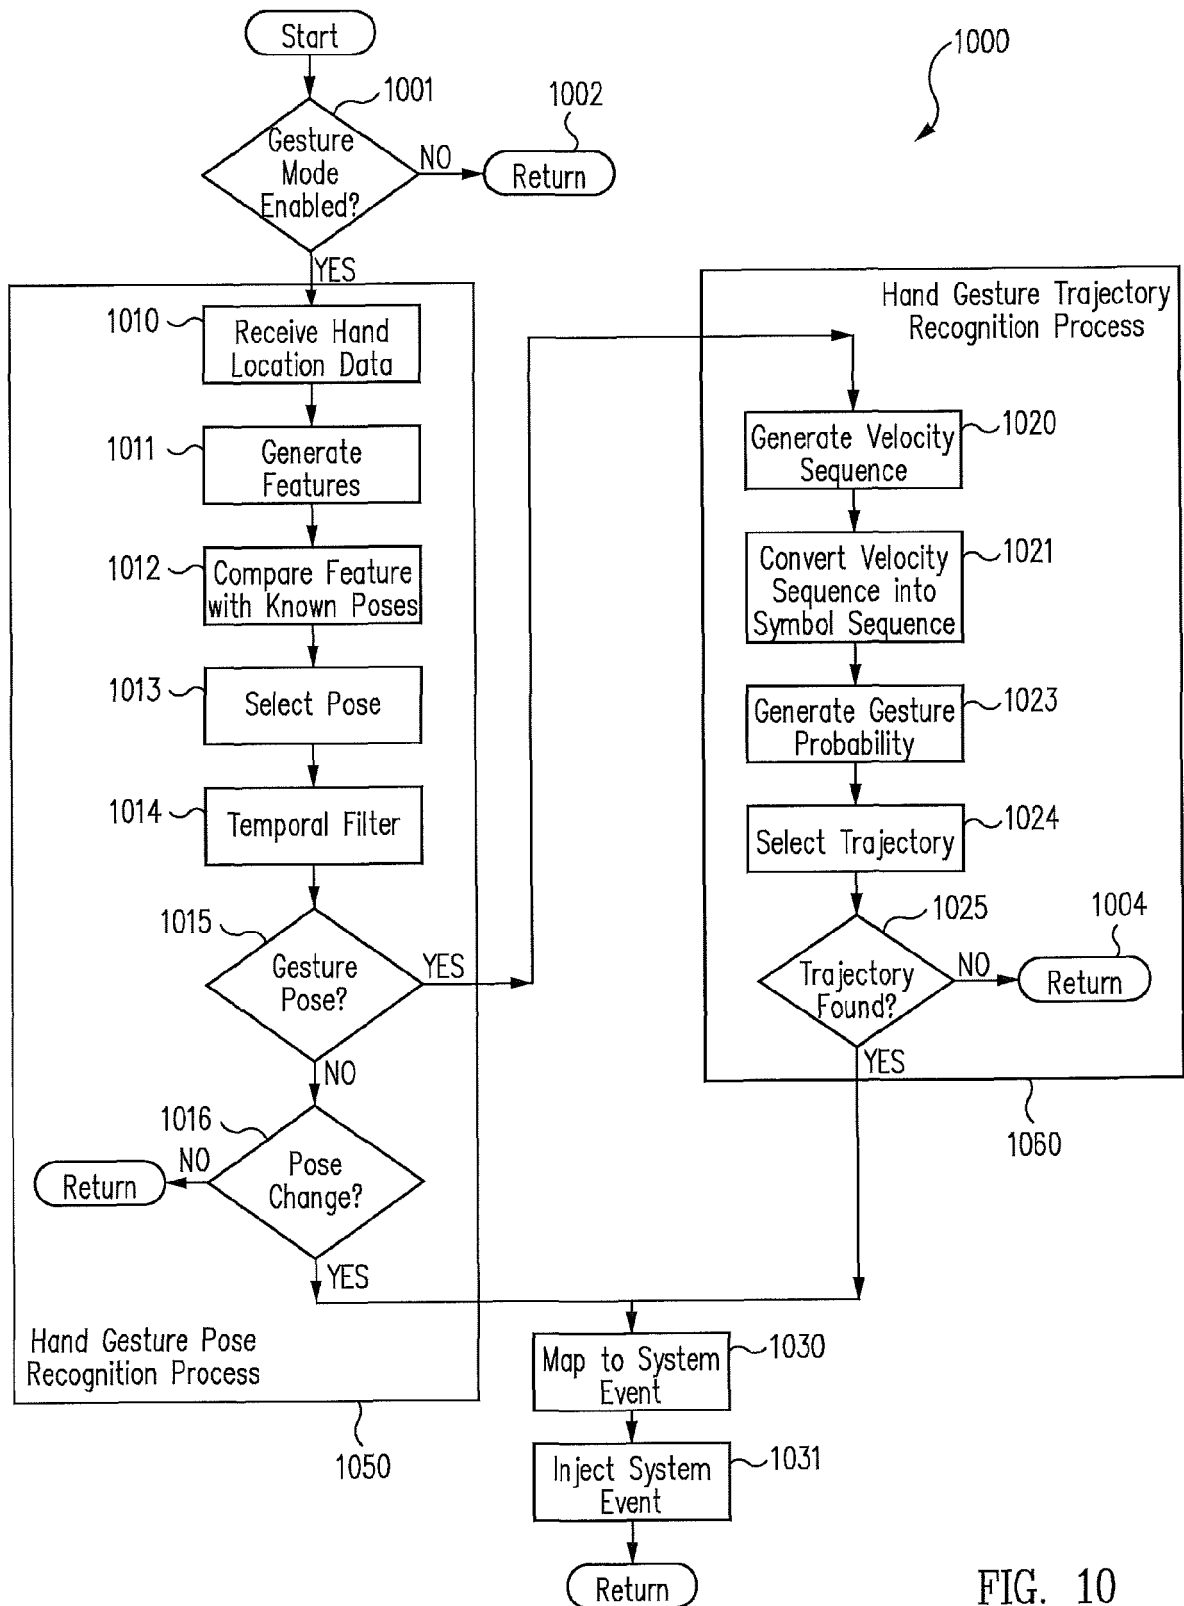 Start
1000
1001
1002
Gesture
Mode
Enabled?
NO
Return
YES
1010
Receive Hand
Location Data
1011
Generate
Features
1012
Compare Feature
with Known Poses
1013
Select Pose
1014
Temporal Filter
1015
Gesture
Pose?
YES
NO
1016
Pose
Change?
NO
Return
YES
Hand Gesture Pose
Recognition Process
1050
Hand Gesture Trajectory
Recognition Process
Generate Velocity
Sequence
1020
Convert Velocity
Sequence into
Symbol Sequence
1021
Generate Gesture
Probability
1023
Select Trajectory
1024
1025
Trajectory
Found?
NO
1004
Return
YES
1060
Map to System
Event
1030
Inject System
Event
1031
Return
FIG. 10